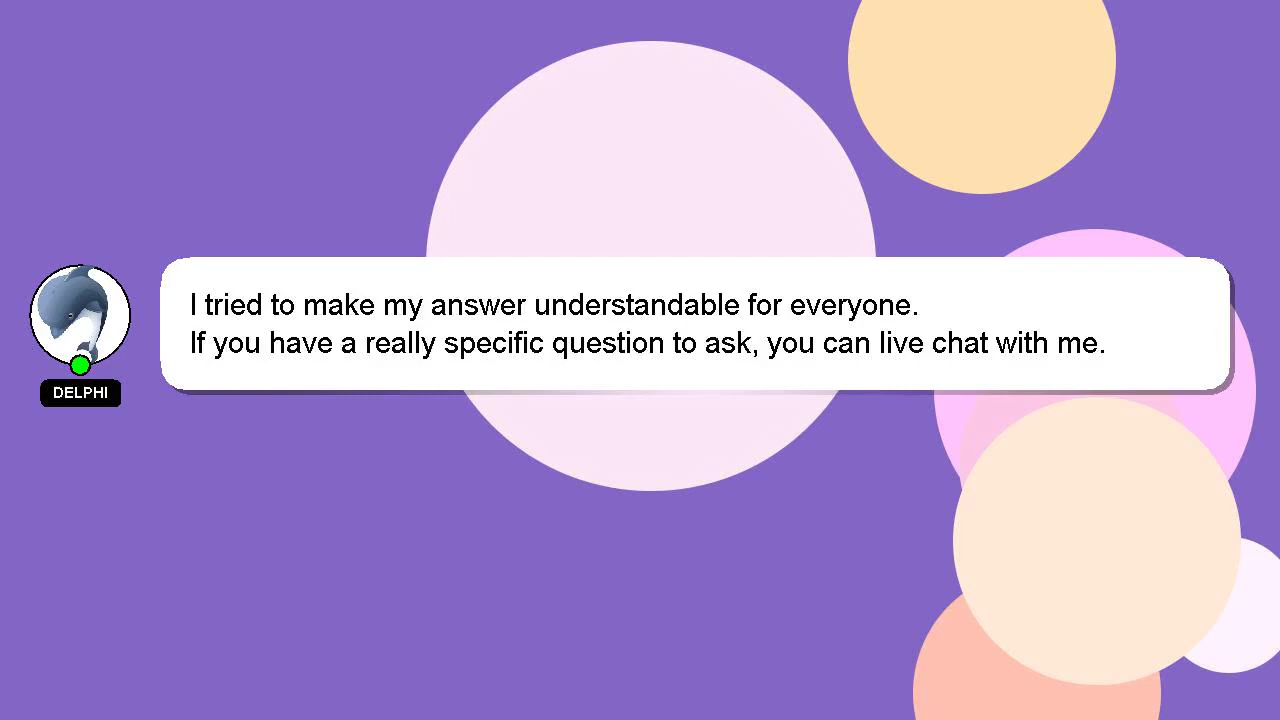 I tried to make my answer understandable for everyone.
If you have a really specific question to ask, you can live chat with me.
DELPHI